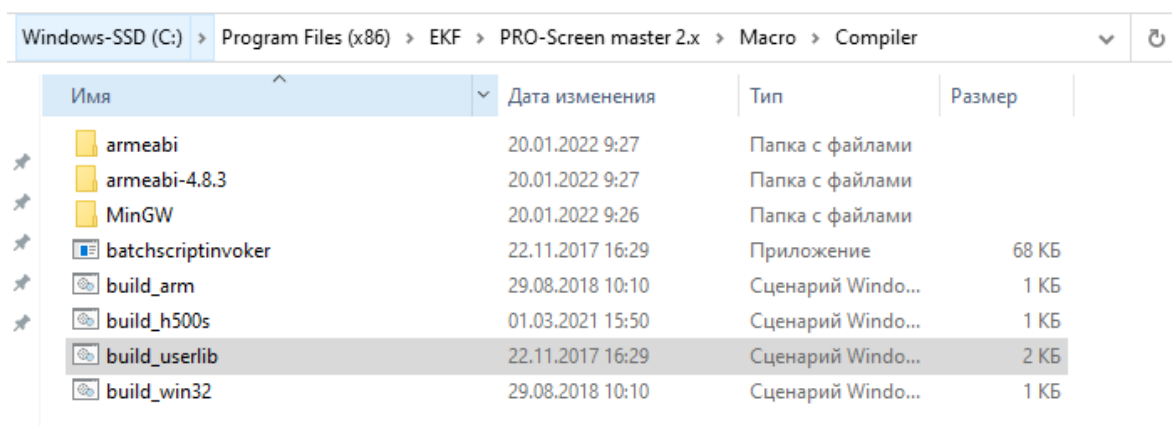 Windows-SSD (C:) > Program Files (x86) > EKF > PRO-Screen master 2.x > Macro > Compiler
Имя Дата изменения Тип Размер
armeabi 20.01.2022 9:27 Папка с файлами
armeabi-4.8.3 20.01.2022 9:27 Папка с файлами
MinGW 20.01.2022 9:26 Папка с файлами
batchscriptinvoker 22.11.2017 16:29 Приложение 68 КБ
build_arm 29.08.2018 10:10 Сценарий Windo... 1 КБ
build_h500s 01.03.2021 15:50 Сценарий Windo... 1 КБ
build_userlib 22.11.2017 16:29 Сценарий Windo... 2 КБ
build_win32 29.08.2018 10:10 Сценарий Windo... 1 КБ